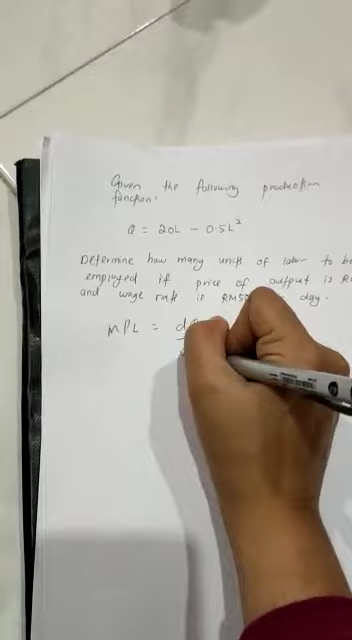 Given the following production
function.
Q = 20L - 0.5L²
Determine how many units of labor to be
employed if price of output is
and wage rate is RM50 day.
MPL =